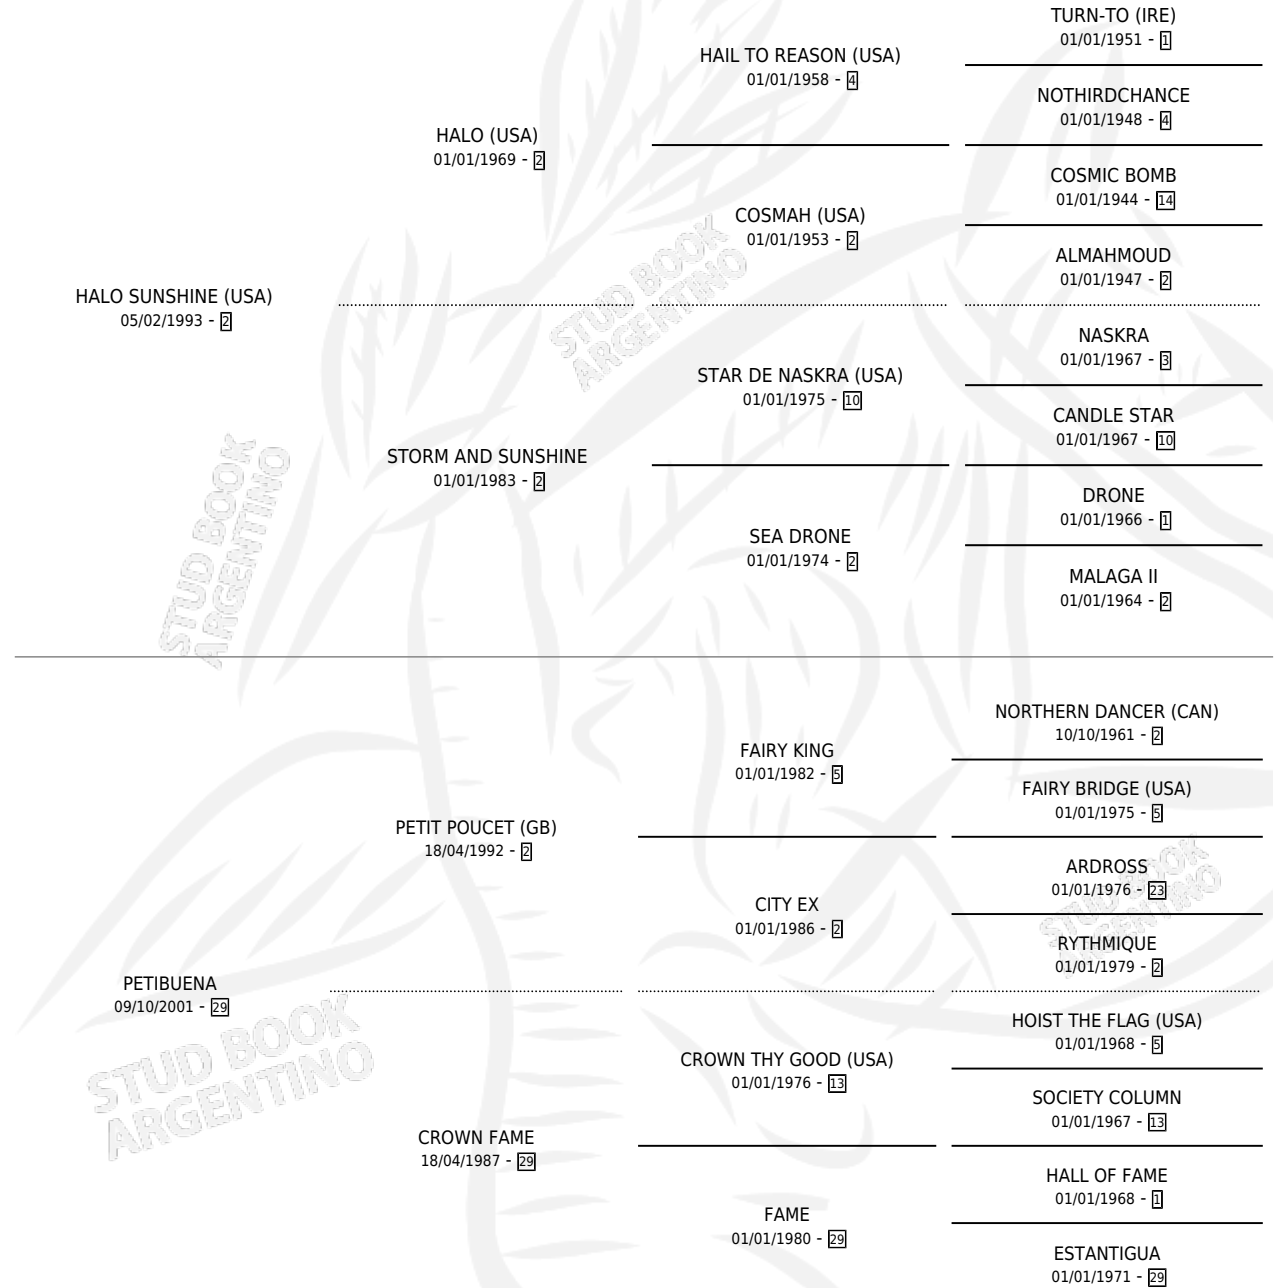 TURN-TO (IRE)
01/01/1951 - 1
HAIL TO REASON (USA)
01/01/1958 - 4
NOTHIRDCHANCE
01/01/1948 - 4
HALO (USA)
01/01/1969 - 2
COSMIC BOMB
01/01/1944 - 14
COSMAH (USA)
01/01/1953 - 2
ALMAHMOUD
01/01/1947 - 2
HALO SUNSHINE (USA)
05/02/1993 - 2
STUD BOOK
ARGENTINO
NASKRA
01/01/1967 - 3
STAR DE NASKRA (USA)
01/01/1975 - 10
CANDLE STAR
01/01/1967 - 10
STORM AND SUNSHINE
01/01/1983 - 2
DRONE
01/01/1966 - 1
SEA DRONE
01/01/1974 - 2
MALAGA II
01/01/1964 - 2
STUD BOOK
ARGENTINO
NORTHERN DANCER (CAN)
10/10/1961 - 2
FAIRY KING
01/01/1982 - 5
FAIRY BRIDGE (USA)
01/01/1975 - 5
PETIT POUCET (GB)
18/04/1992 - 2
ARDROSS
01/01/1976 - 23
CITY EX
01/01/1986 - 2
STUD BOOK
ARGENTINO
RYTHMIQUE
01/01/1979 - 2
PETIBUENA
09/10/2001 - 29
HOIST THE FLAG (USA)
01/01/1968 - 5
CROWN THY GOOD (USA)
01/01/1976 - 13
STUD BOOK
ARGENTINO
SOCIETY COLUMN
01/01/1967 - 13
CROWN FAME
18/04/1987 - 29
HALL OF FAME
01/01/1968 - 1
FAME
01/01/1980 - 29
ESTANTIGUA
01/01/1971 - 29